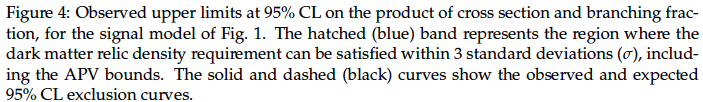 Figure 4: Observed upper limits at 95% CL on the product of cross section and branching frac-
tion, for the signal model of Fig. 1. The hatched (blue) band represents the region where the
dark matter relic density requirement can be satisfied within 3 standard deviations (σ), includ-
ing the APV bounds. The solid and dashed (black) curves show the observed and expected
95% CL exclusion curves.